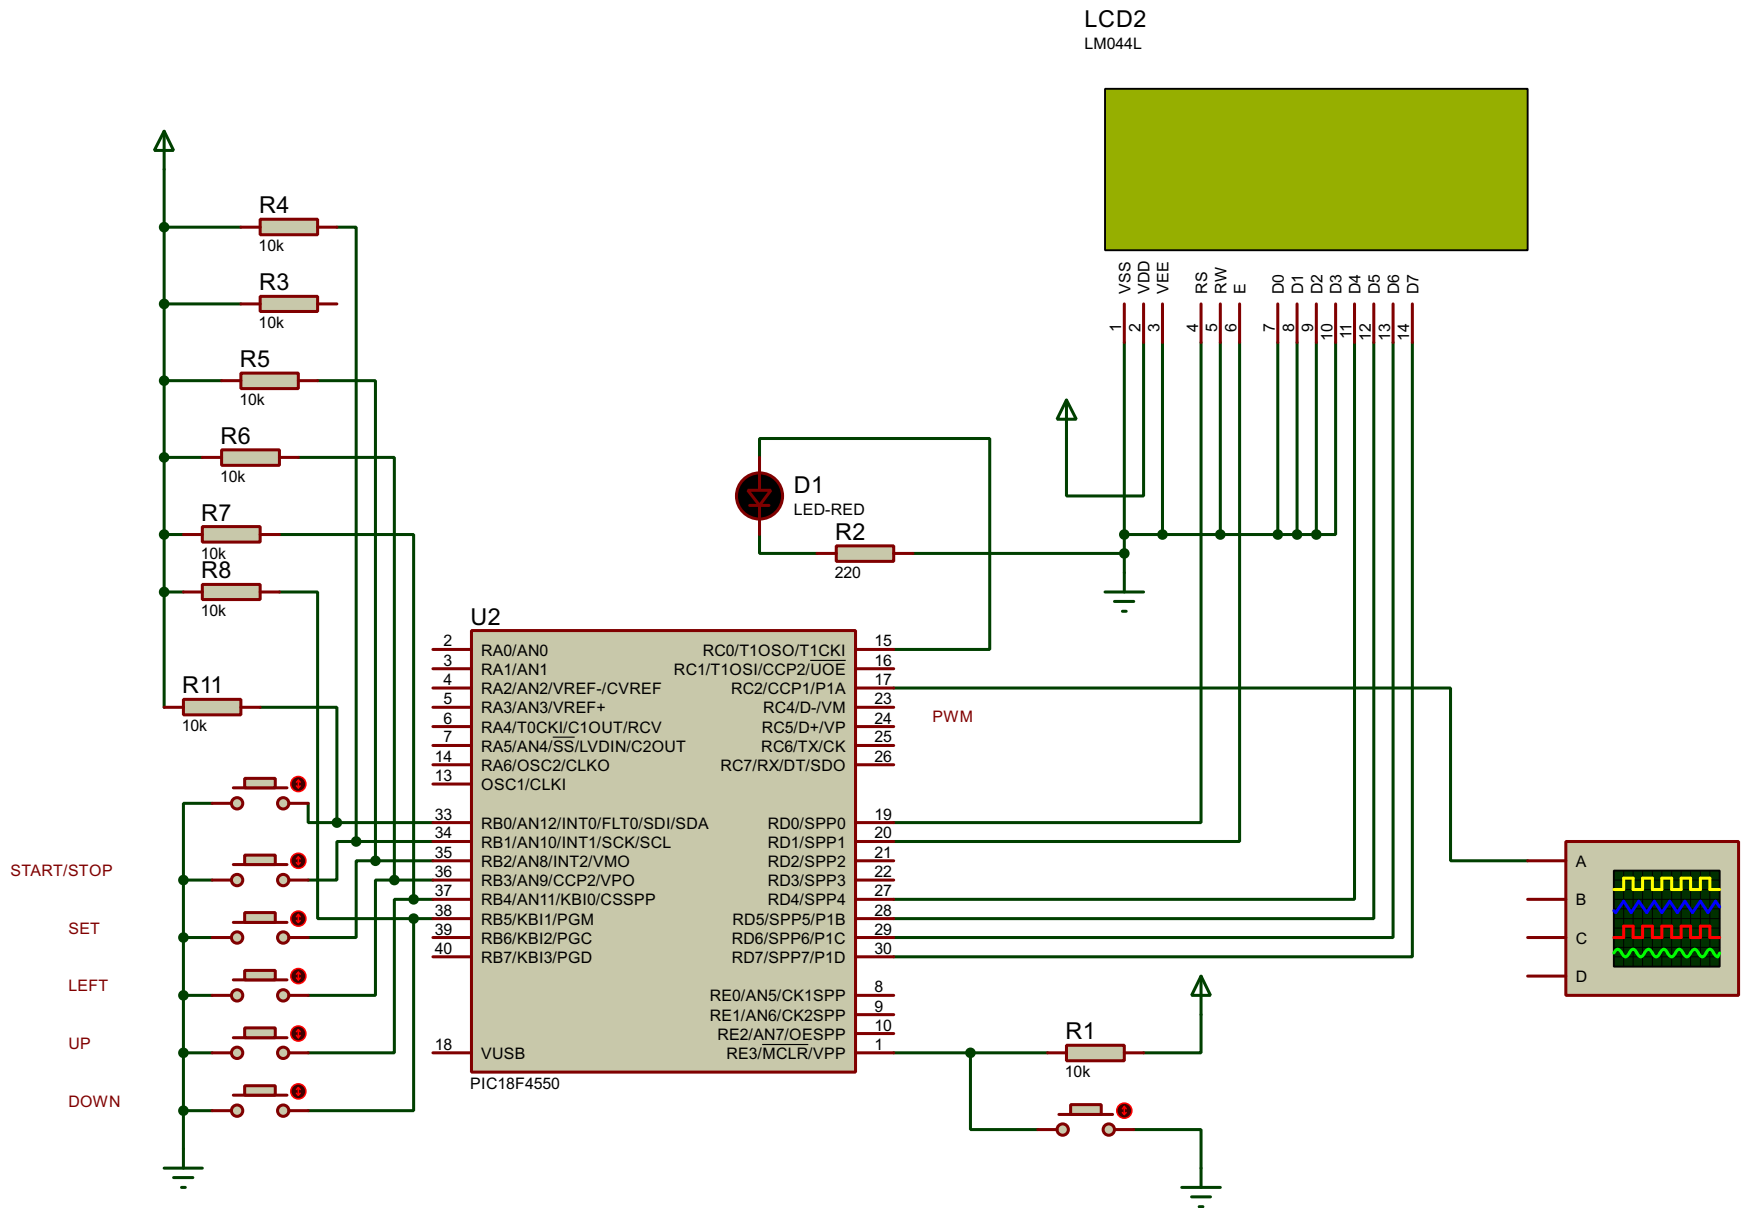 LCD2
LM044L
VSS
VDD
VEE
RS
RW
E
D0
D1
D2
D3
D4
D5
D6
D7
1
2
3
4
5
6
7
8
9
10
11
12
13
14
R4
10k
R3
10k
R5
10k
R6
10k
R7
10k
R8
10k
R11
10k
D1
LED-RED
R2
220
U2
2 RA0/AN0
3 RA1/AN1
4 RA2/AN2/VREF-/CVREF
5 RA3/AN3/VREF+
6 RA4/T0CKI/C1OUT/RCV
7 RA5/AN4/SS/LVDIN/C2OUT
14 RA6/OSC2/CLKO
13 OSC1/CLKI
33 RB0/AN12/INT0/FLT0/SDI/SDA
34 RB1/AN10/INT1/SCK/SCL
35 RB2/AN8/INT2/VMO
36 RB3/AN9/CCP2/VPO
37 RB4/AN11/KBI0/CSSPP
38 RB5/KBI1/PGM
39 RB6/KBI2/PGC
40 RB7/KBI3/PGD
18 VUSB
RC0/T1OSO/T1CKI 15
RC1/T1OSI/CCP2/UOE 16
RC2/CCP1/P1A 17
RC4/D-/VM 23
RC5/D+/VP 24
RC6/TX/CK 25
RC7/RX/DT/SDO 26
RD0/SPP0 19
RD1/SPP1 20
RD2/SPP2 21
RD3/SPP3 22
RD4/SPP4 27
RD5/SPP5/P1B 28
RD6/SPP6/P1C 29
RD7/SPP7/P1D 30
RE0/AN5/CK1SPP 8
RE1/AN6/CK2SPP 9
RE2/AN7/OESPP 10
RE3/MCLR/VPP 1
PIC18F4550
PWM
START/STOP
SET
LEFT
UP
DOWN
R1
10k
A
B
C
D